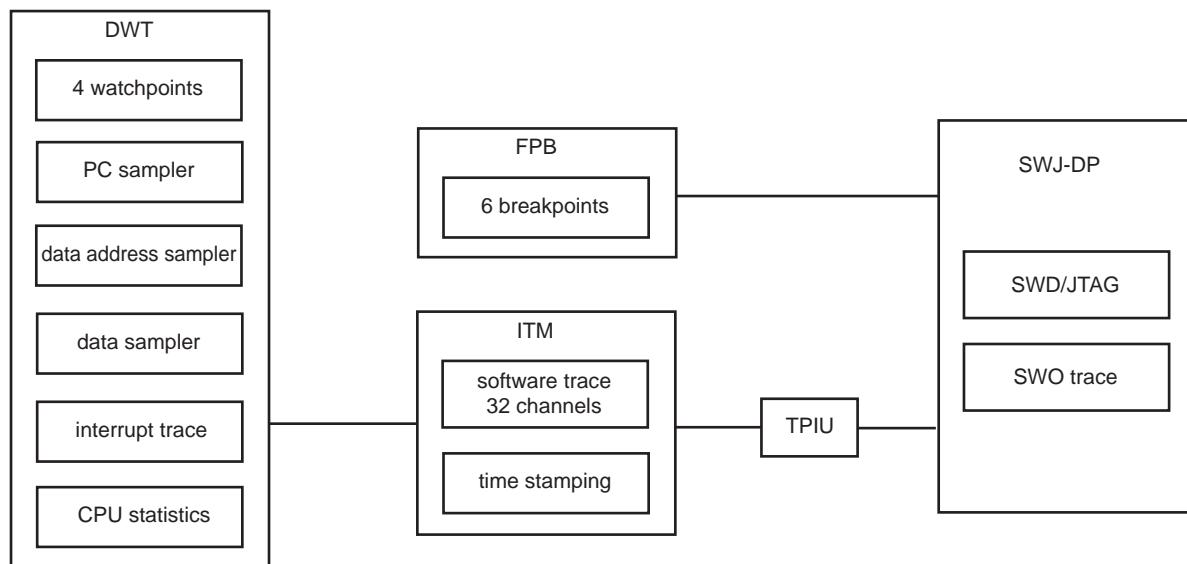 DWT
4 watchpoints
PC sampler
data address sampler
data sampler
interrupt trace
CPU statistics
FPB
6 breakpoints
ITM
software trace
32 channels
time stamping
TPIU
SWJ-DP
SWD/JTAG
SWO trace